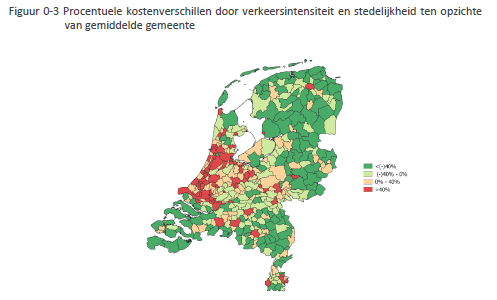 Figuur 0-3 Procentuele kostenverschillen door verkeersintensiteit en stedelijkheid ten opzichte
van gemiddelde gemeente
<(-)40%
(-)40% - 0%
0% - 40%
>40%